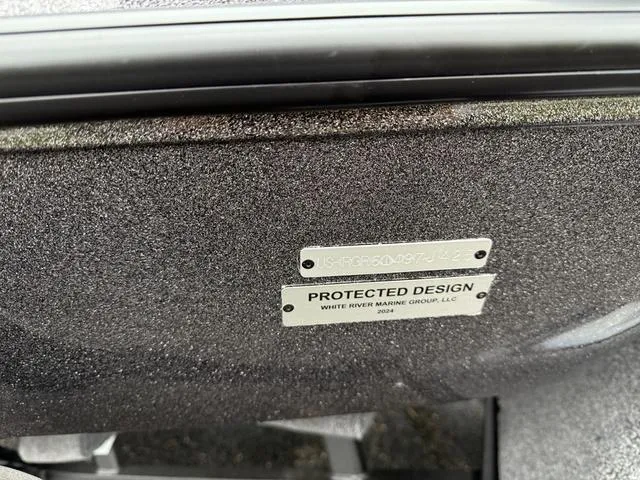 PROTECTED DESIGN
WHITE RIVER MARINE GROUP, LLC
2024